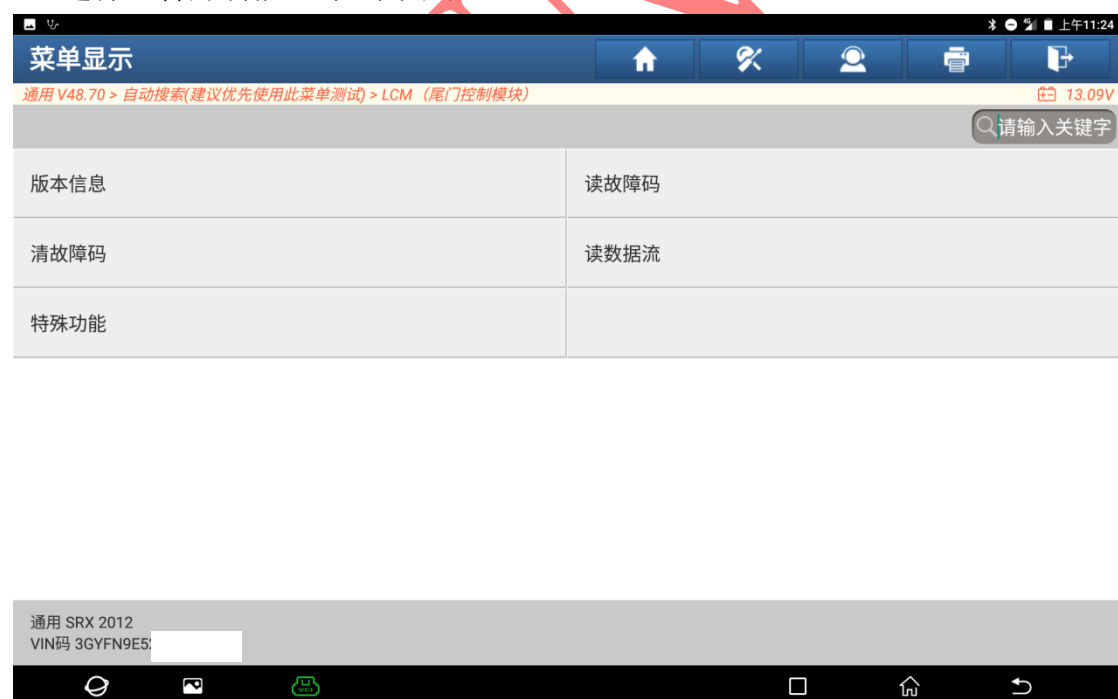 上午11:24
菜单显示
通用 V48.70 > 自动搜索(建议优先使用此菜单测试) > LCM（尾门控制模块）
13.09V
请输入关键字
版本信息
读故障码
清故障码
读数据流
特殊功能
通用 SRX 2012
VIN码 3GYFN9E5
VCI